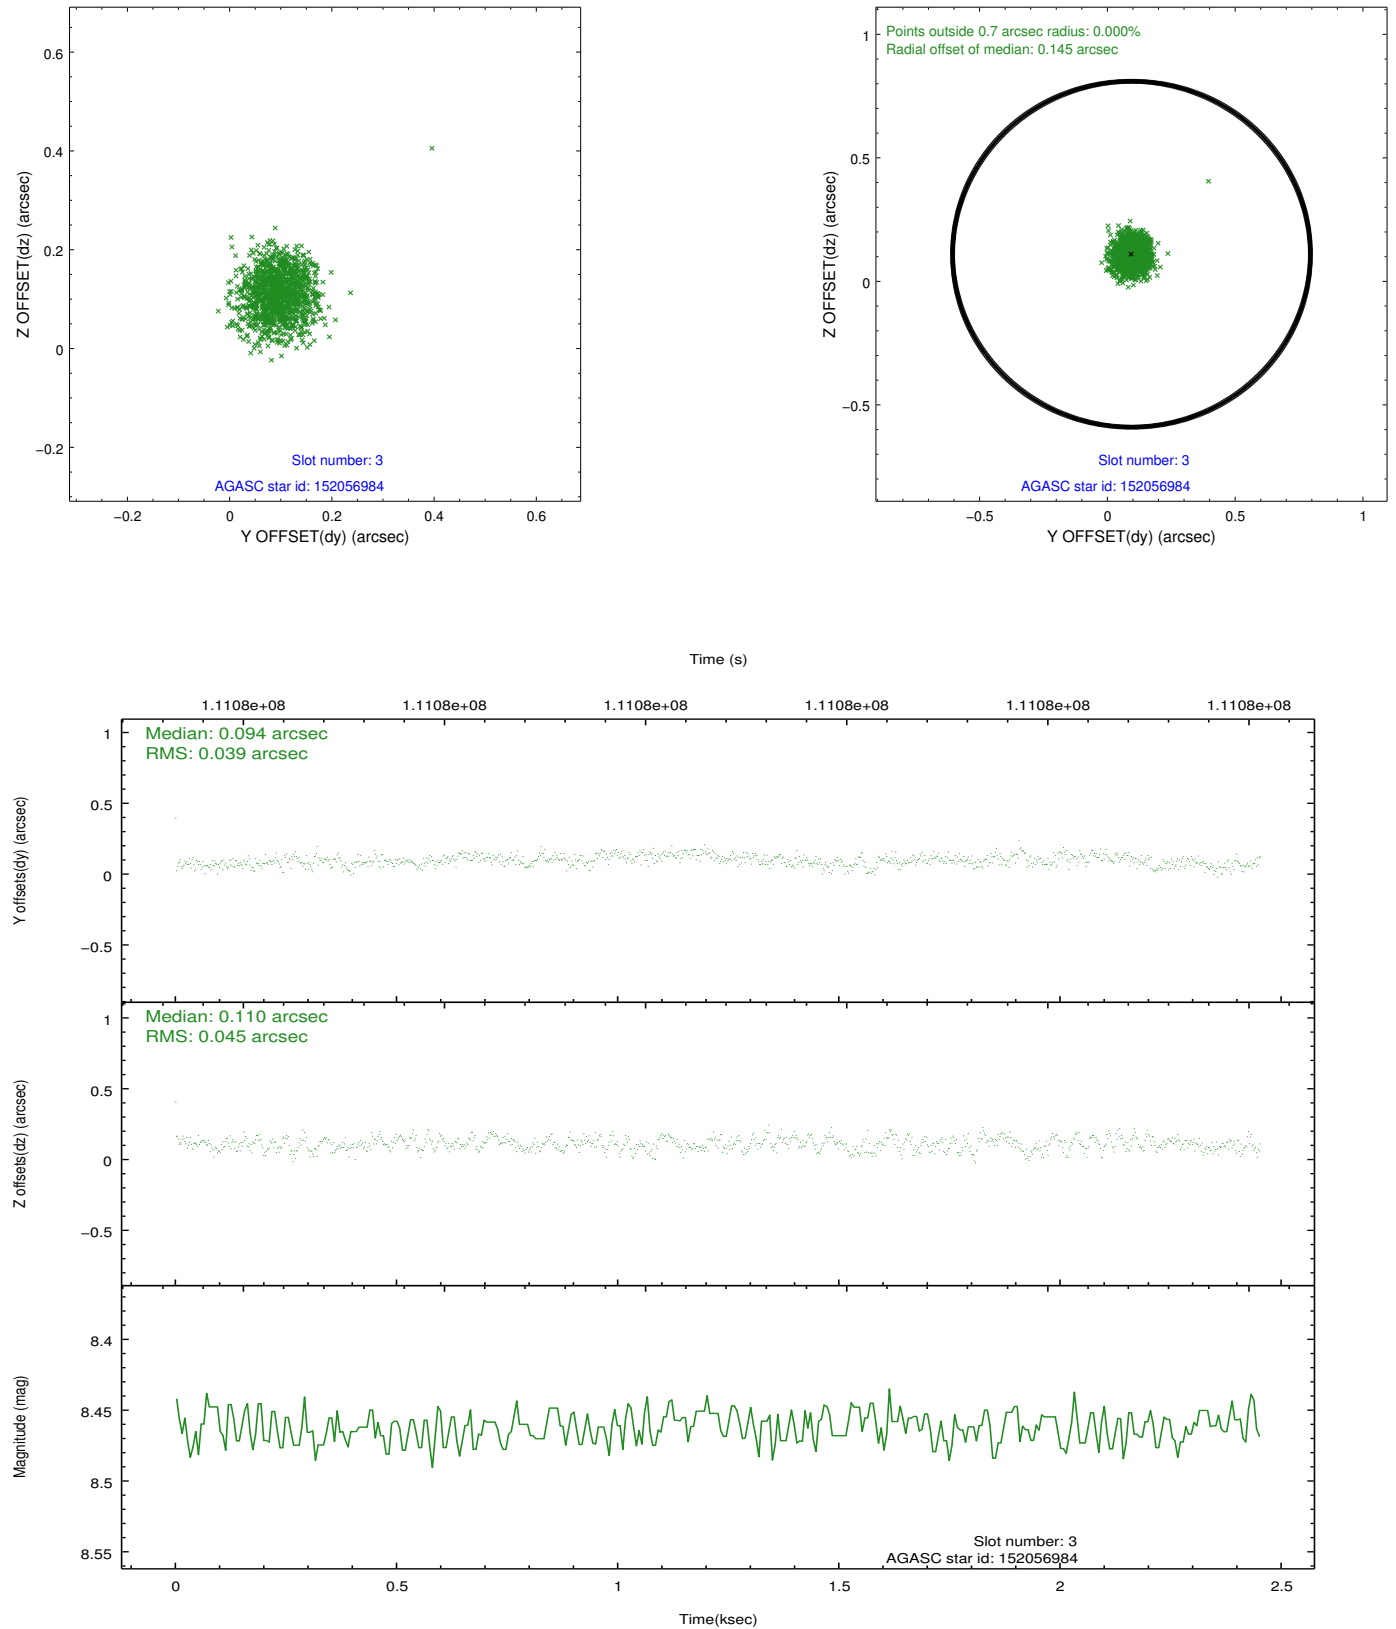 0.6
0.4
0.2
0
−0.2
Z OFFSET(dz) (arcsec)
Slot number: 3
AGASC star id: 152056984
−0.2 0 0.2 0.4 0.6
Y OFFSET(dy) (arcsec)
Points outside 0.7 arcsec radius: 0.000%
Radial offset of median: 0.145 arcsec
1
0.5
0
−0.5
Z OFFSET(dz) (arcsec)
Slot number: 3
AGASC star id: 152056984
−0.5 0 0.5 1
Y OFFSET(dy) (arcsec)
Time (s)
1.1108e+08 1.1108e+08 1.1108e+08 1.1108e+08 1.1108e+08 1.1108e+08
Median: 0.094 arcsec
RMS: 0.039 arcsec
1
0.5
0
−0.5
Y offsets(dy) (arcsec)
Median: 0.110 arcsec
RMS: 0.045 arcsec
1
0.5
0
−0.5
Z offsets(dz) (arcsec)
8.4
8.45
8.5
8.55
Magnitude (mag)
Slot number: 3
AGASC star id: 152056984
0 0.5 1 1.5 2 2.5
Time(ksec)